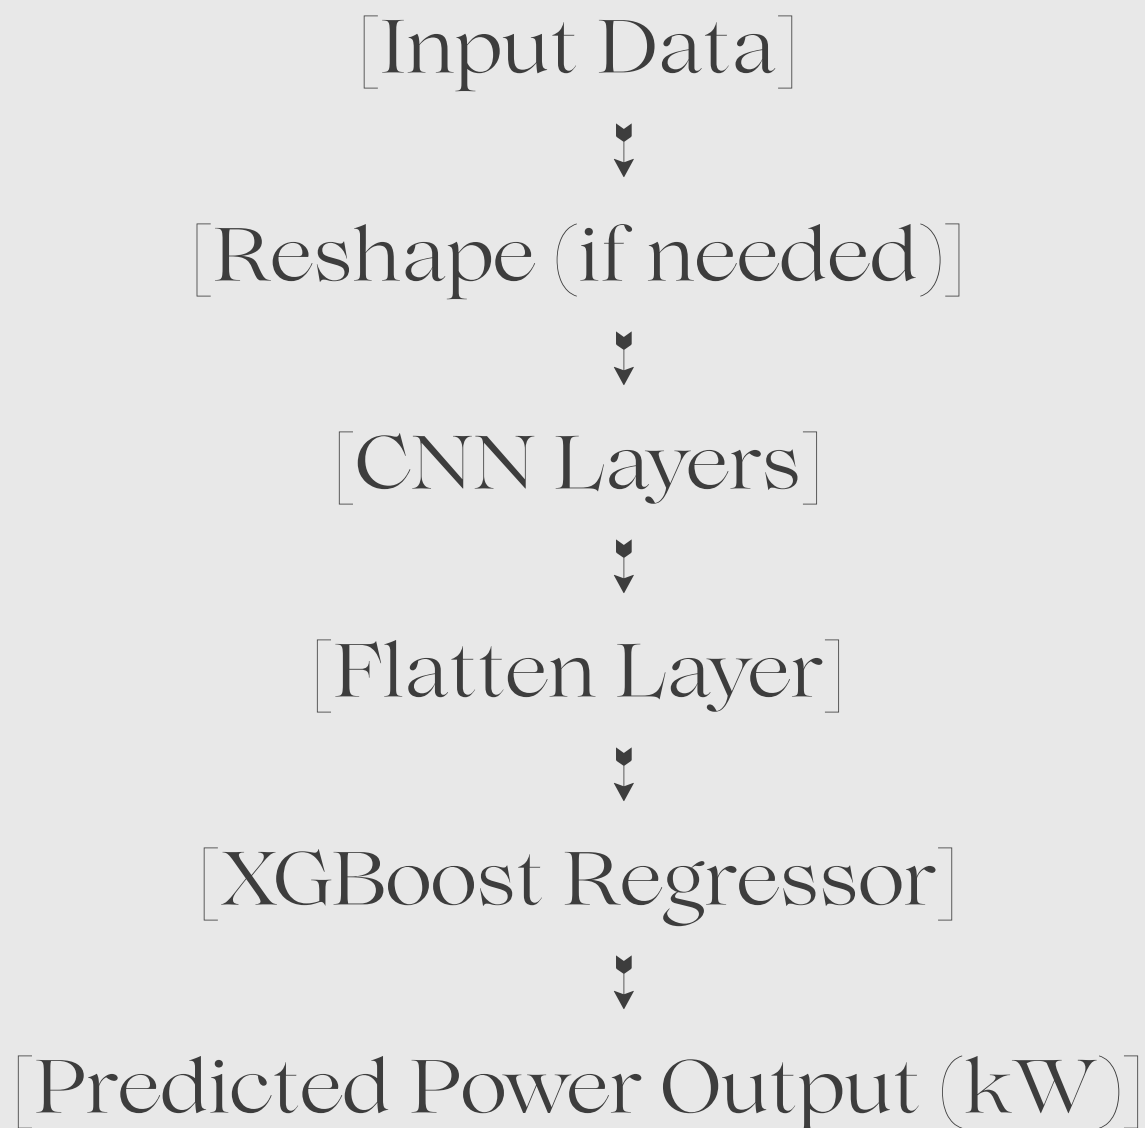 [Input Data]
[Reshape (if needed)]
[CNN Layers]
[Flatten Layer]
[XGBoost Regressor]
[Predicted Power Output (kW)]